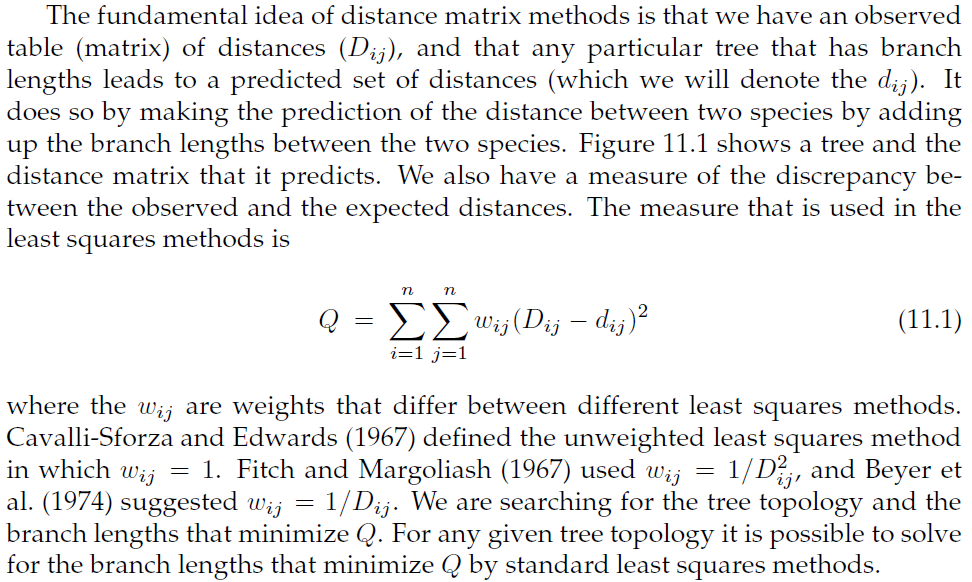 The fundamental idea of distance matrix methods is that we have an observed
table (matrix) of distances (D_{ij}), and that any particular tree that has branch
lengths leads to a predicted set of distances (which we will denote the d_{ij}). It
does so by making the prediction of the distance between two species by adding
up the branch lengths between the two species. Figure 11.1 shows a tree and the
distance matrix that it predicts. We also have a measure of the discrepancy be-
tween the observed and the expected distances. The measure that is used in the
least squares methods is
Q = \sum_{i=1}^{n} \sum_{j=1}^{n} w_{ij}(D_{ij} − d_{ij})^2 (11.1)
where the w_{ij} are weights that differ between different least squares methods.
Cavalli-Sforza and Edwards (1967) defined the unweighted least squares method
in which w_{ij} = 1. Fitch and Margoliash (1967) used w_{ij} = 1/D_{ij}^2, and Beyer et
al. (1974) suggested w_{ij} = 1/D_{ij}. We are searching for the tree topology and the
branch lengths that minimize Q. For any given tree topology it is possible to solve
for the branch lengths that minimize Q by standard least squares methods.